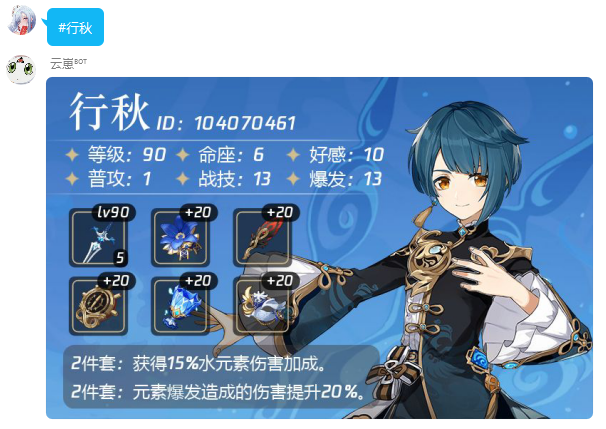 #行秋
云崽BOT
行秋 ID：104070461
等级：90 命座：6 好感：10
普攻：1 战技：13 爆发：13
lv90 +20 +20
5
+20 +20 +20
2件套：获得15%水元素伤害加成。
2件套：元素爆发造成的伤害提升20%。